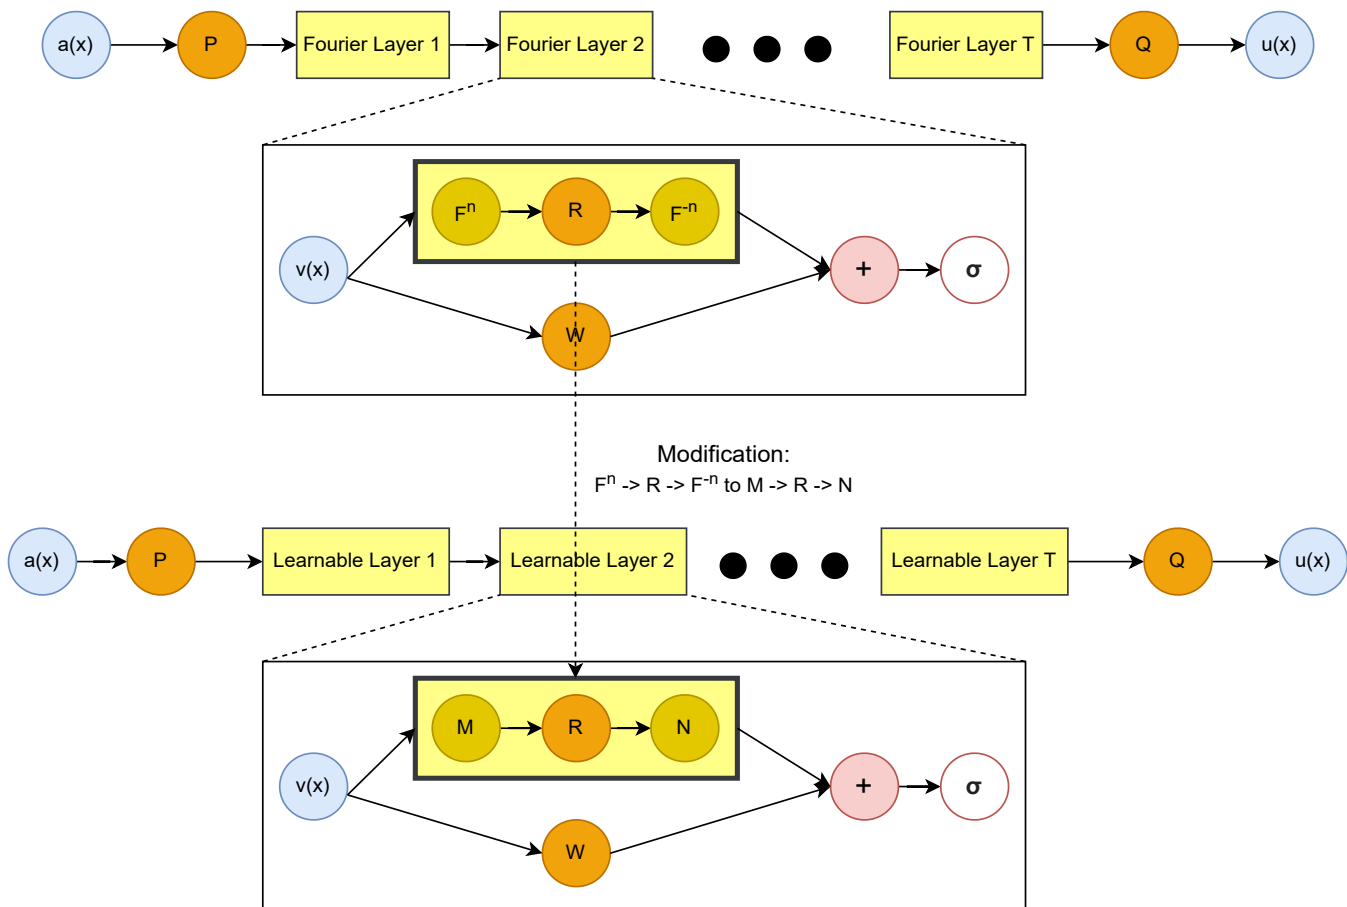 a(x) P Fourier Layer 1 Fourier Layer 2 Fourier Layer T Q u(x)
Fⁿ R F⁻ⁿ
v(x) + σ
W
Modification:
Fⁿ -> R -> F⁻ⁿ to M -> R -> N
a(x) P Learnable Layer 1 Learnable Layer 2 Learnable Layer T Q u(x)
M R N
v(x) + σ
W